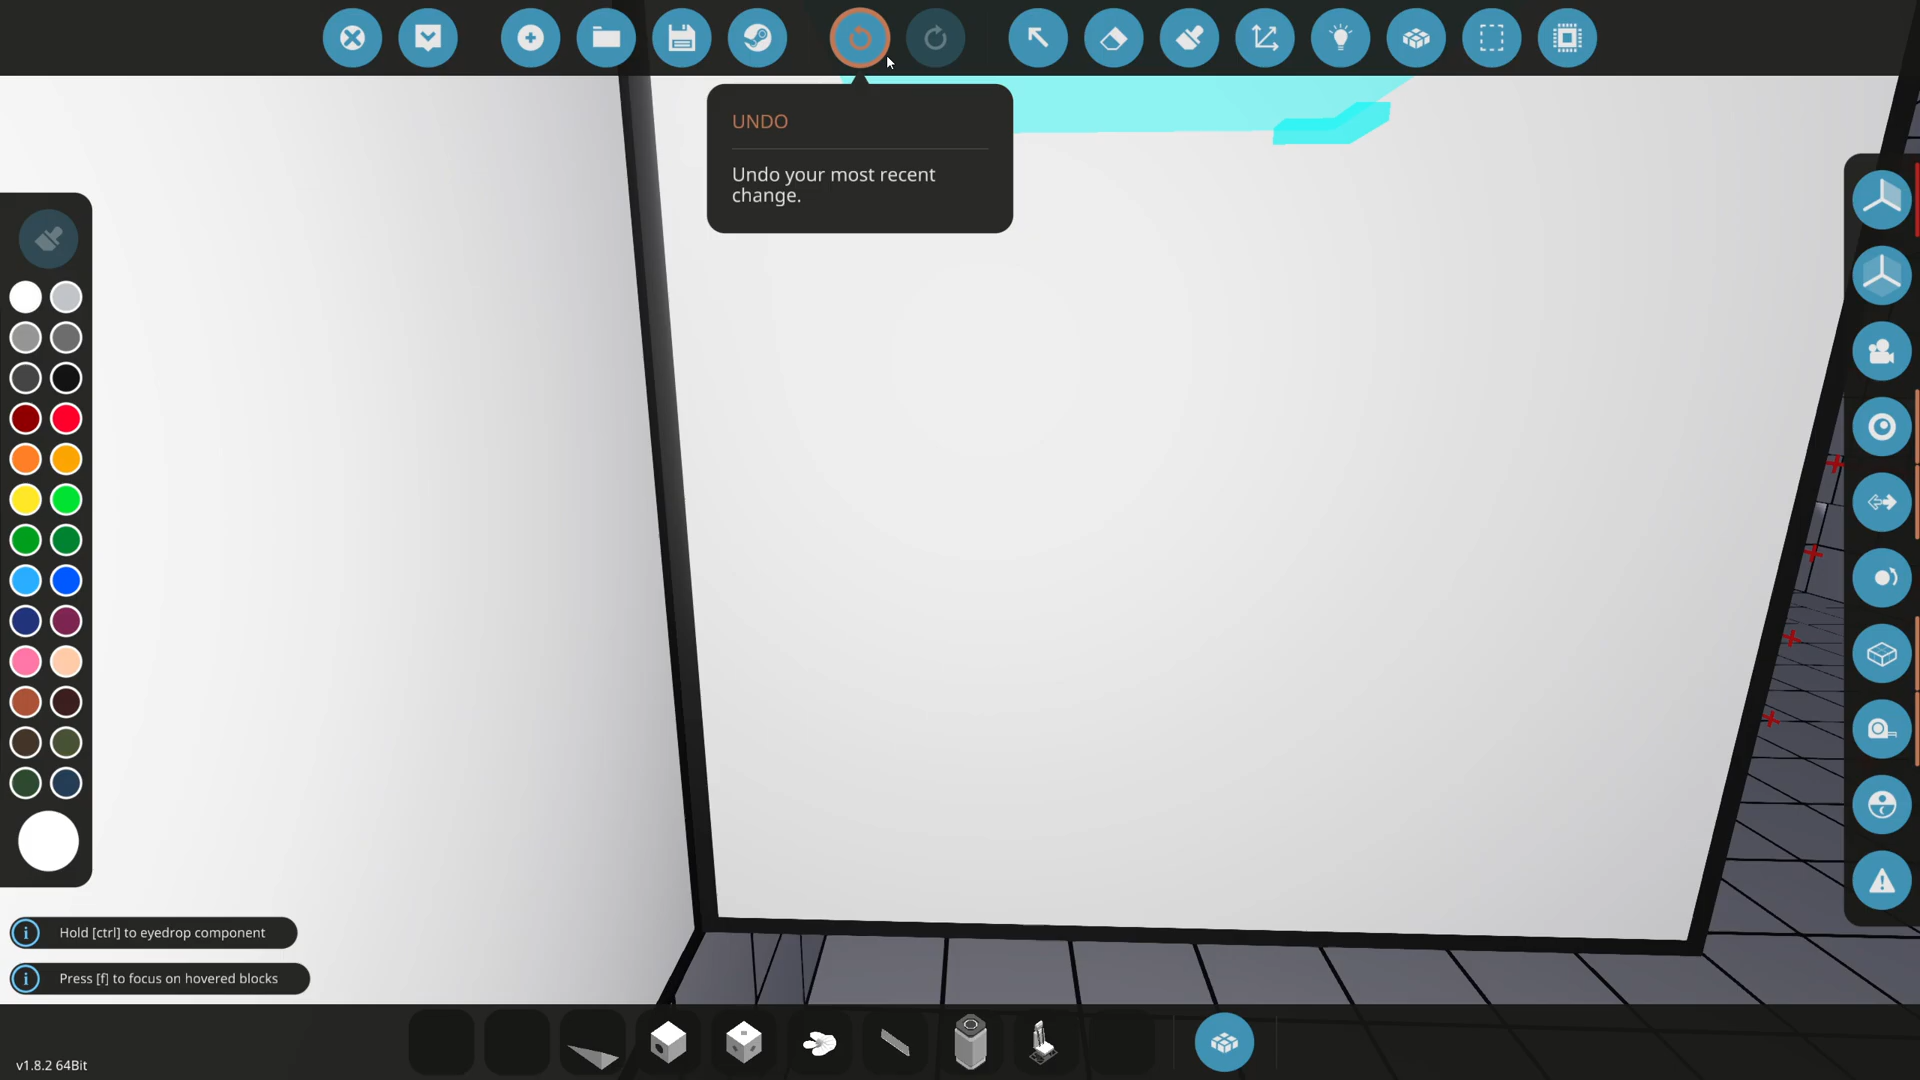 UNDO
Undo your most recent
change.
Hold [ctrl] to eyedrop component
Press [f] to focus on hovered blocks
v1.8.2 64Bit